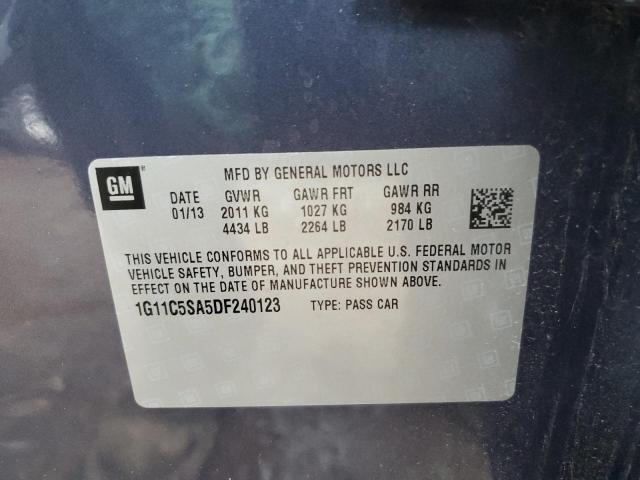 GM
MFD BY GENERAL MOTORS LLC
DATE GVWR GAWR FRT GAWR RR
01/13 2011 KG 1027 KG 984 KG
4434 LB 2264 LB 2170 LB
THIS VEHICLE CONFORMS TO ALL APPLICABLE U.S. FEDERAL MOTOR
VEHICLE SAFETY, BUMPER, AND THEFT PREVENTION STANDARDS IN
EFFECT ON THE DATE OF MANUFACTURE SHOWN ABOVE.
1G11C5SA5DF240123 TYPE: PASS CAR